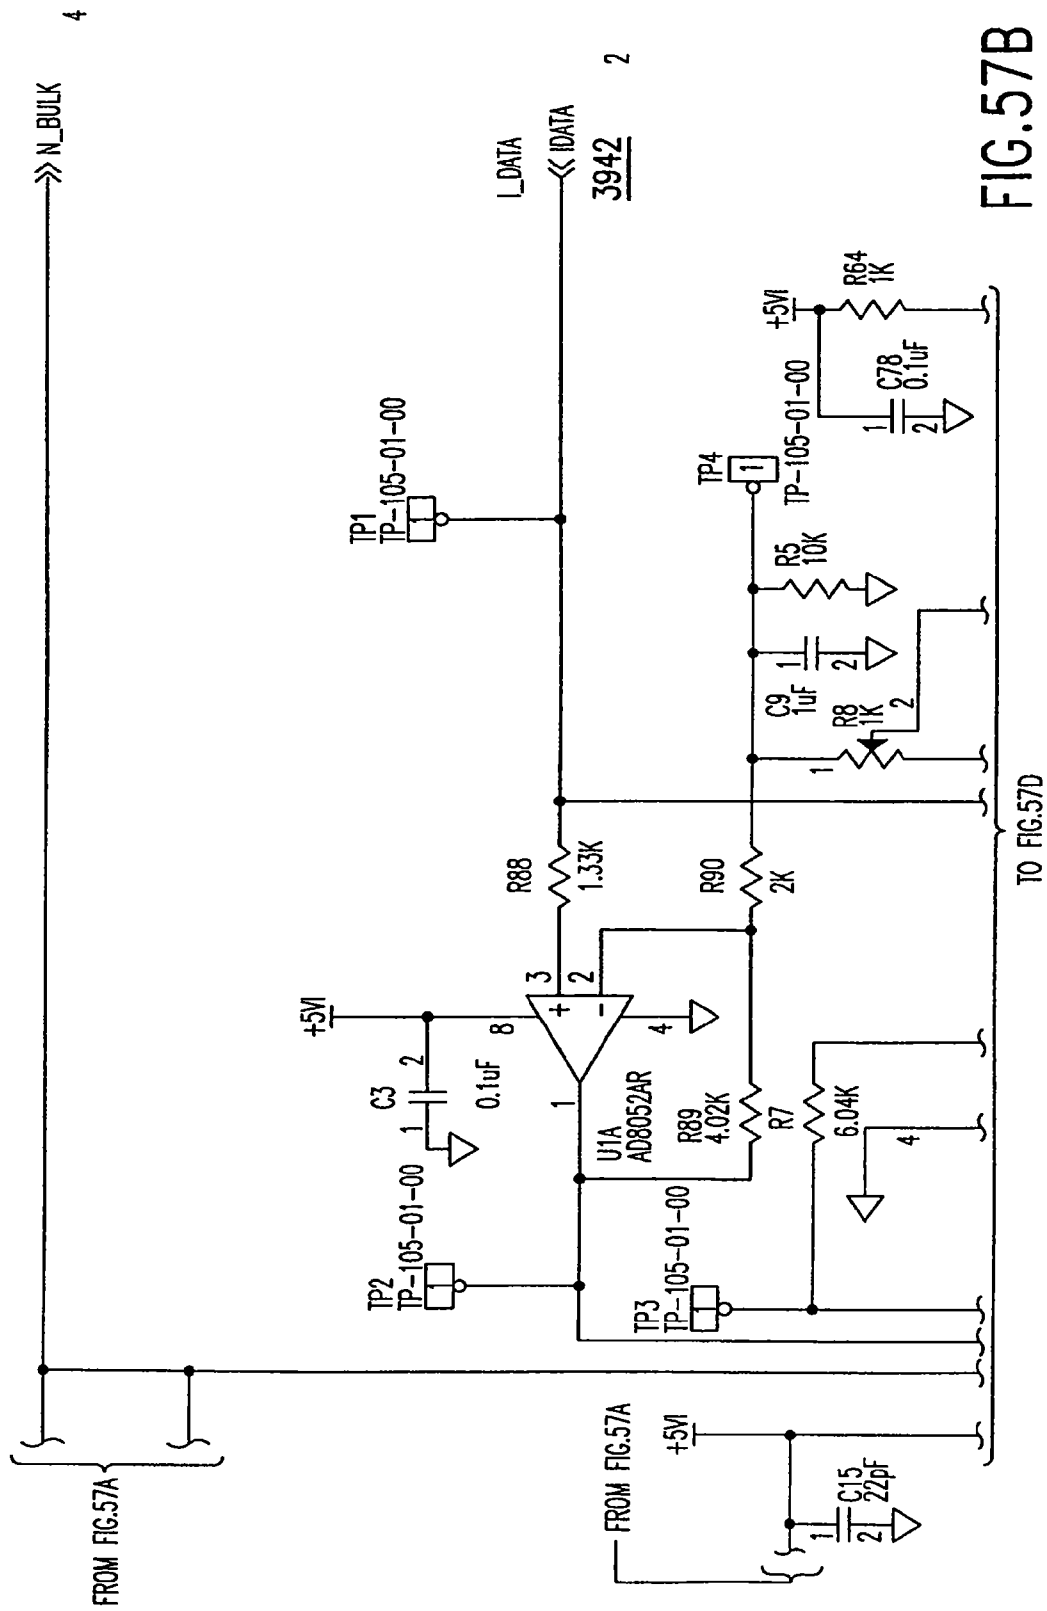 FROM FIG.57A
N_BULK
4
TP2
TP-105-01-00
1
+5VI
C3
1
2
0.1uF
8
TP1
TP-105-01-00
1
I_DATA
IDATA
2
3942
R88
1.33K
3
2
+
-
1
4
U1A
AD8052AR
FROM FIG.57A
TP3
TP-105-01-00
1
R89
4.02K
R90
2K
TP4
1
TP-105-01-00
+5VI
R7
6.04K
4
C9
1uF
1
2
R5
10K
R8
1K
1
2
+5VI
C78
0.1uF
1
2
R64
1K
C15
22pF
1
2
TO FIG.57D
FIG.57B